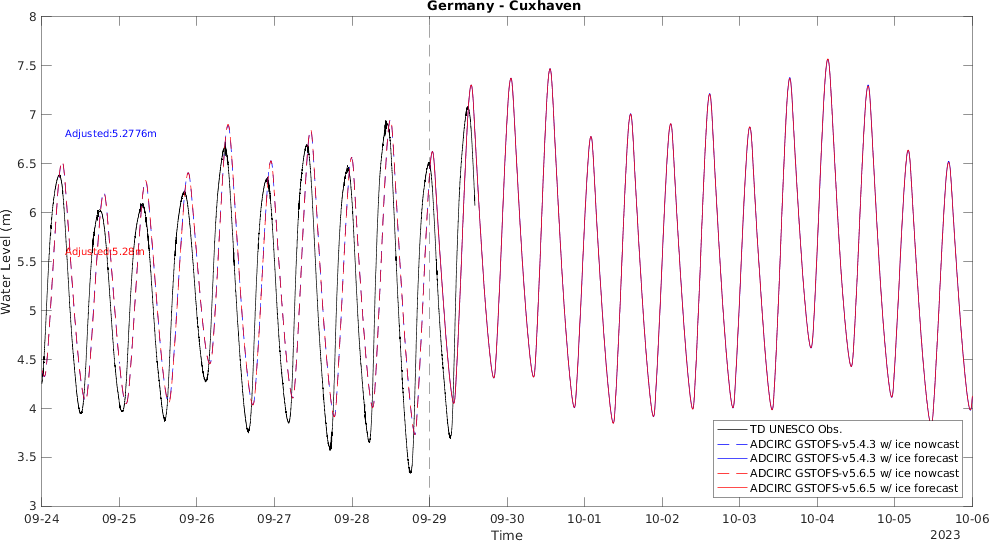 Germany - Cuxhaven
8
7.5
7
6.5
6
5.5
5
4.5
4
3.5
3
Water Level (m)
Adjusted:5.2776m
Adjusted:5.28m
TD UNESCO Obs.
ADCIRC GSTOFS-v5.4.3 w/ ice nowcast
ADCIRC GSTOFS-v5.4.3 w/ ice forecast
ADCIRC GSTOFS-v5.6.5 w/ ice nowcast
ADCIRC GSTOFS-v5.6.5 w/ ice forecast
09-24 09-25 09-26 09-27 09-28 09-29 09-30 10-01 10-02 10-03 10-04 10-05 10-06
Time
2023